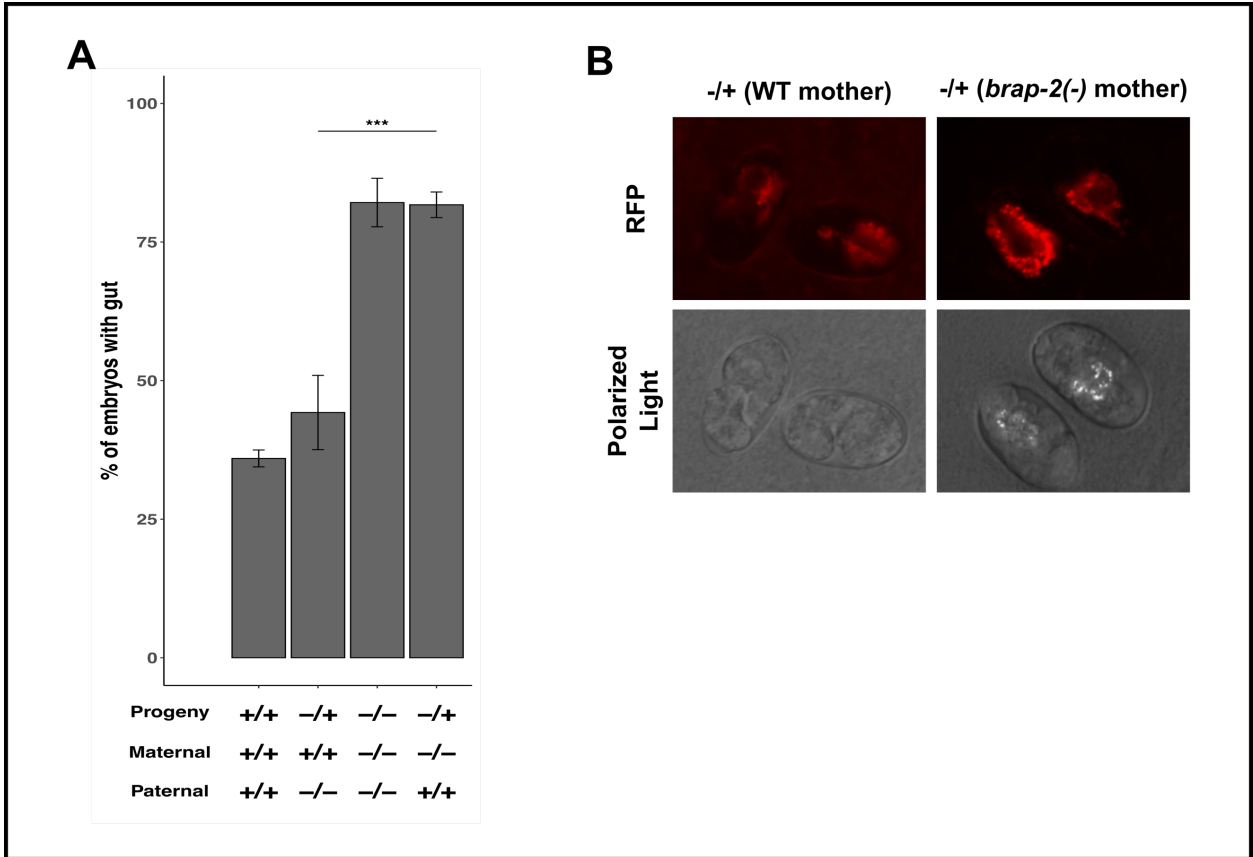 A
% of embryos with gut
100
75
50
25
0
***
Progeny +/+ –/+ –/– –/+
Maternal +/+ +/+ –/– –/–
Paternal +/+ –/– –/– +/+
B
-/+ (WT mother)
-/+ (brap-2(-) mother)
RFP
Polarized
Light